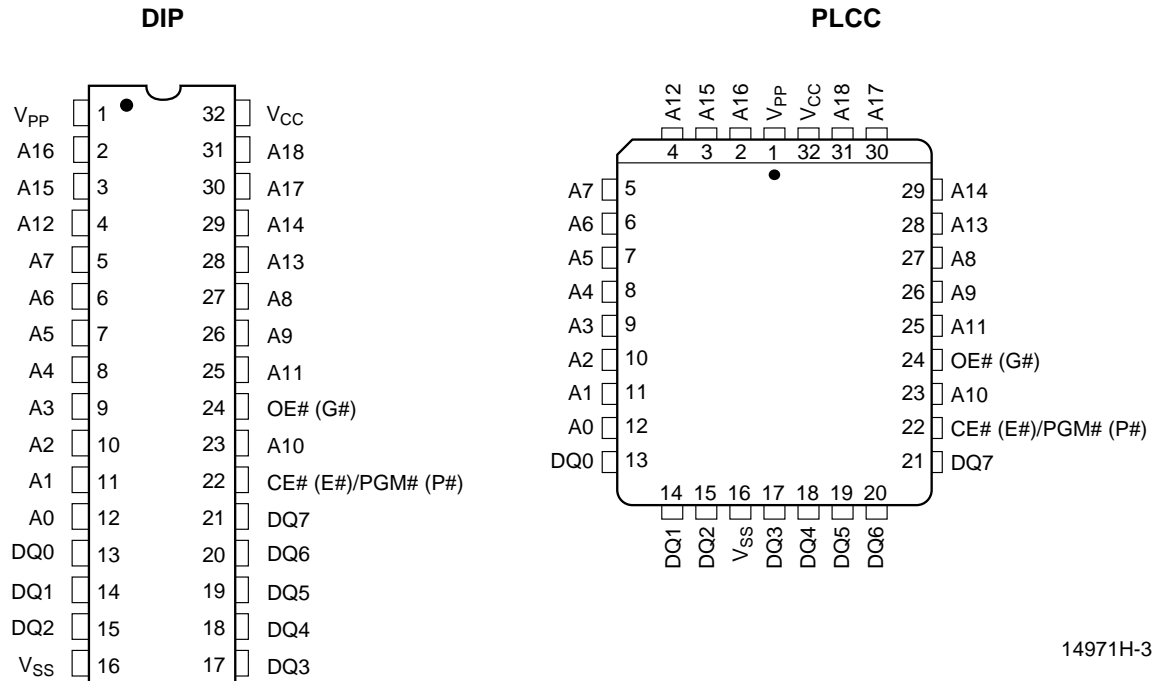 DIP
PLCC
V_PP 1 32 V_CC
A16 2 31 A18
A15 3 30 A17
A12 4 29 A14
A7 5 28 A13
A6 6 27 A8
A5 7 26 A9
A4 8 25 A11
A3 9 24 OE# (G#)
A2 10 23 A10
A1 11 22 CE# (E#)/PGM# (P#)
A0 12 21 DQ7
DQ0 13 20 DQ6
DQ1 14 19 DQ5
DQ2 15 18 DQ4
V_SS 16 17 DQ3
A12 A15 A16 V_PP V_CC A18 A17
4 3 2 1 32 31 30
A7 5 29 A14
A6 6 28 A13
A5 7 27 A8
A4 8 26 A9
A3 9 25 A11
A2 10 24 OE# (G#)
A1 11 23 A10
A0 12 22 CE# (E#)/PGM# (P#)
DQ0 13 21 DQ7
14 15 16 17 18 19 20
DQ1 DQ2 V_SS DQ3 DQ4 DQ5 DQ6
14971H-3